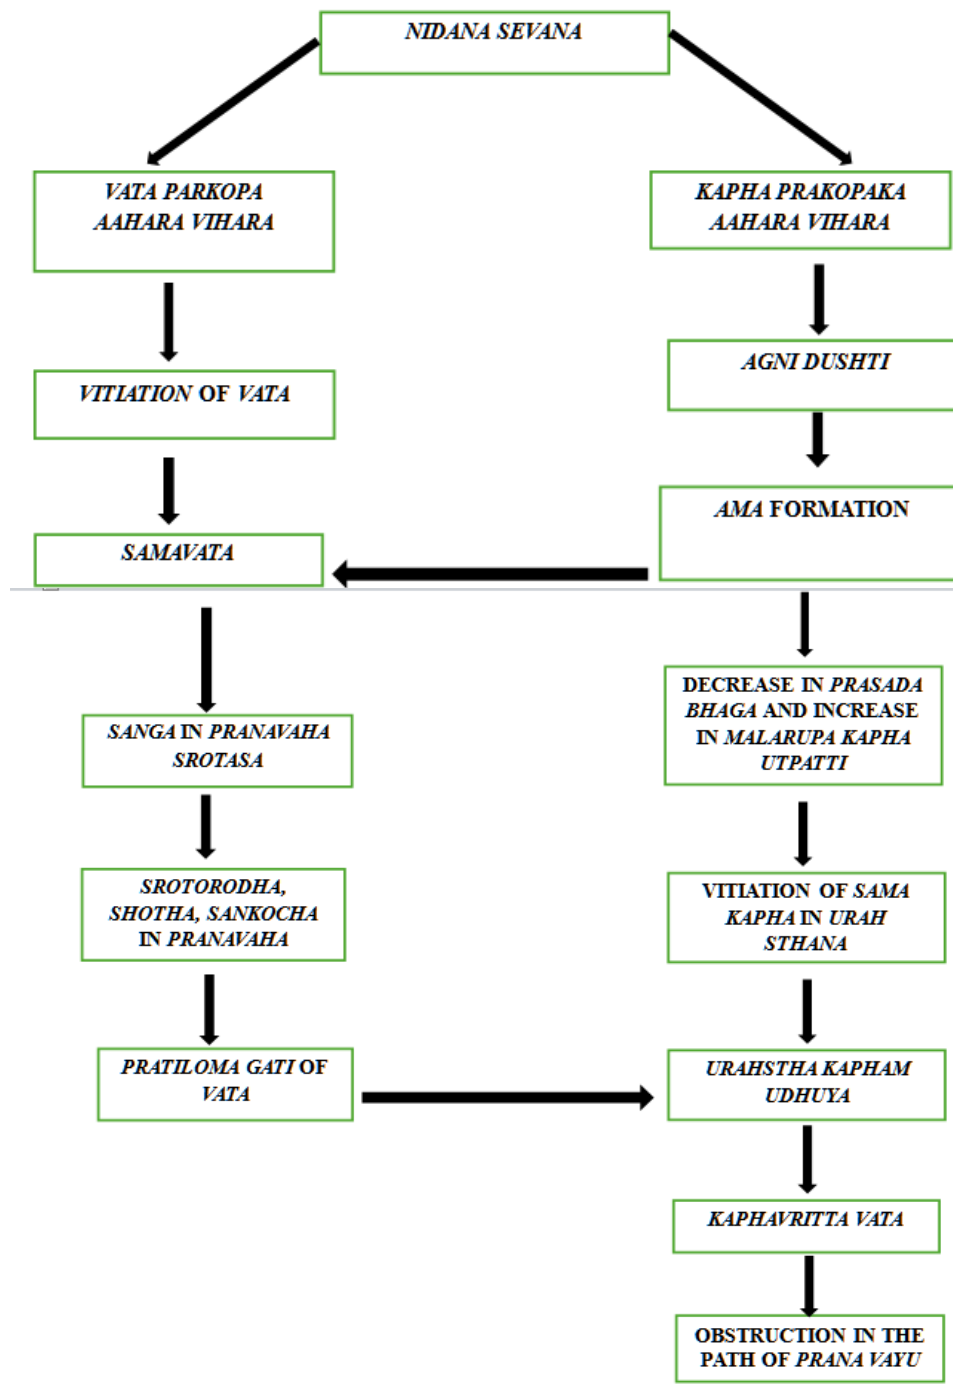 NIDANA SEVANA
VATA PARKOPA
AAHARA VIHARA
KAPHA PRAKOPAKA
AAHARA VIHARA
VITIATION OF VATA
AGNI DUSHTI
SAMAVATA
AMA FORMATION
SANGA IN PRANAVAHA
SROTASA
DECREASE IN PRASADA
BHAGA AND INCREASE
IN MALARUPA KAPHA
UTPATTI
SROTORODHA,
SHOTHA, SANKOCHA
IN PRANAVAHA
VITIATION OF SAMA
KAPHA IN URAH
STHANA
PRATILOMA GATI OF
VATA
URAHSTHA KAPHAM
UDHUYA
KAPHAVRITTA VATA
OBSTRUCTION IN THE
PATH OF PRANA VAYU